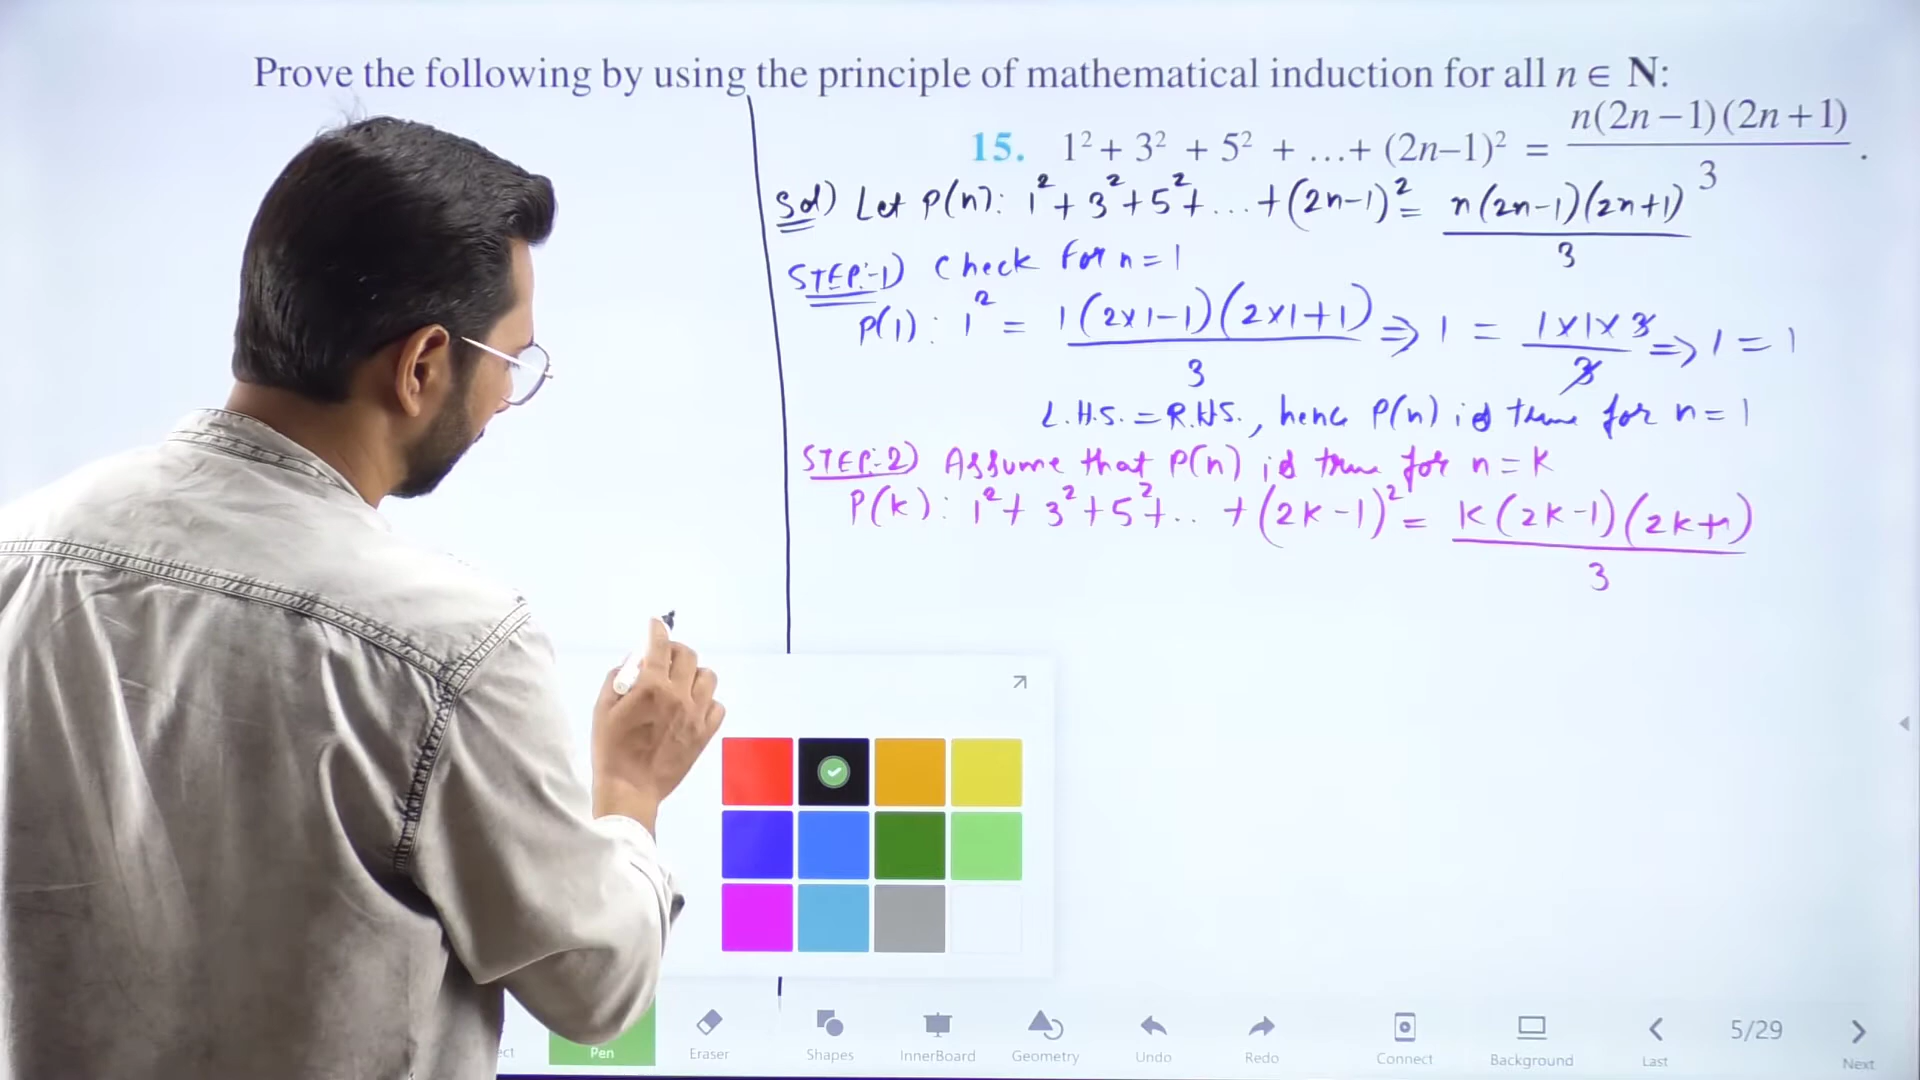 Prove the following by using the principle of mathematical induction for all n ∈ N:
15. 1² + 3² + 5² + ...+ (2n–1)² = n(2n–1)(2n+1)/3.
Sol) Let P(n): 1²+3²+5²+...+(2n-1)² = n(2n-1)(2n+1)/3
STEP:-1) Check for n=1
P(1): 1² = 1(2×1-1)(2×1+1)/3 ⇒ 1 = 1×1×3/3 ⇒ 1=1
L.H.S. = R.H.S., hence P(n) is true for n=1
STEP:-2) Assume that P(n) is true for n=k
P(k): 1²+3²+5²+.. +(2k-1)² = k(2k-1)(2k+1)/3
ect Pen Eraser Shapes InnerBoard Geometry Undo Redo Connect Background Last 5/29 Next